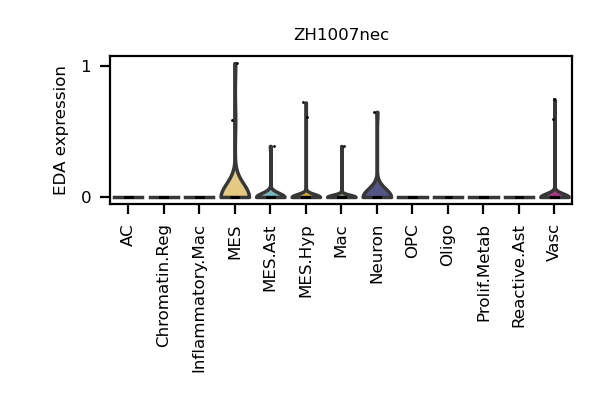 ZH1007nec
EDA expression
1
0
AC
Chromatin.Reg
Inflammatory.Mac
MES
MES.Ast
MES.Hyp
Mac
Neuron
OPC
Oligo
Prolif.Metab
Reactive.Ast
Vasc